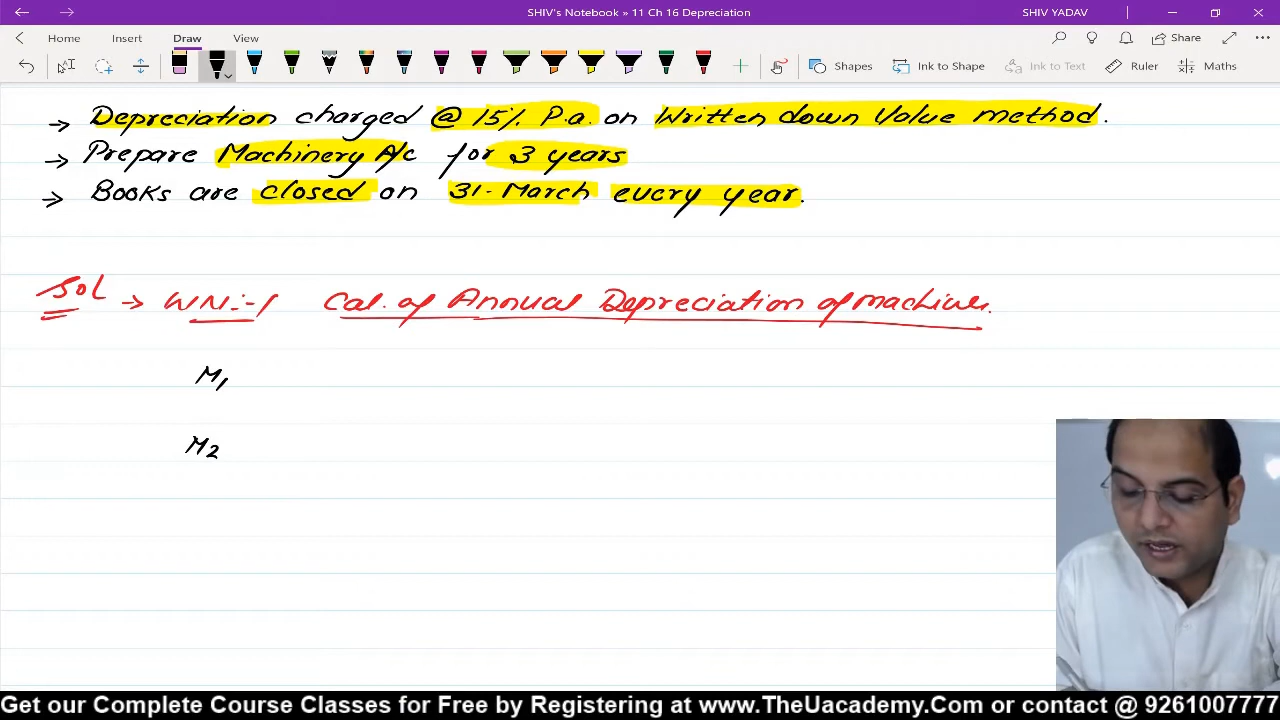 SHIV's Notebook » 11 Ch 16 Depreciation
SHIV YADAV
Home Insert Draw View
Share
Shapes Ink to Shape Ink to Text Ruler Maths
→ Depreciation charged @ 15% P.a. on Written down Value method.
→ Prepare Machinery A/c for 3 years
→ Books are closed on 31-March every year.
Sol → WN:-1 Cal. of Annual Depreciation of machines.
M1
M2
Get our Complete Course Classes for Free by Registering at www.TheUacademy.Com or contact @ 9261007777